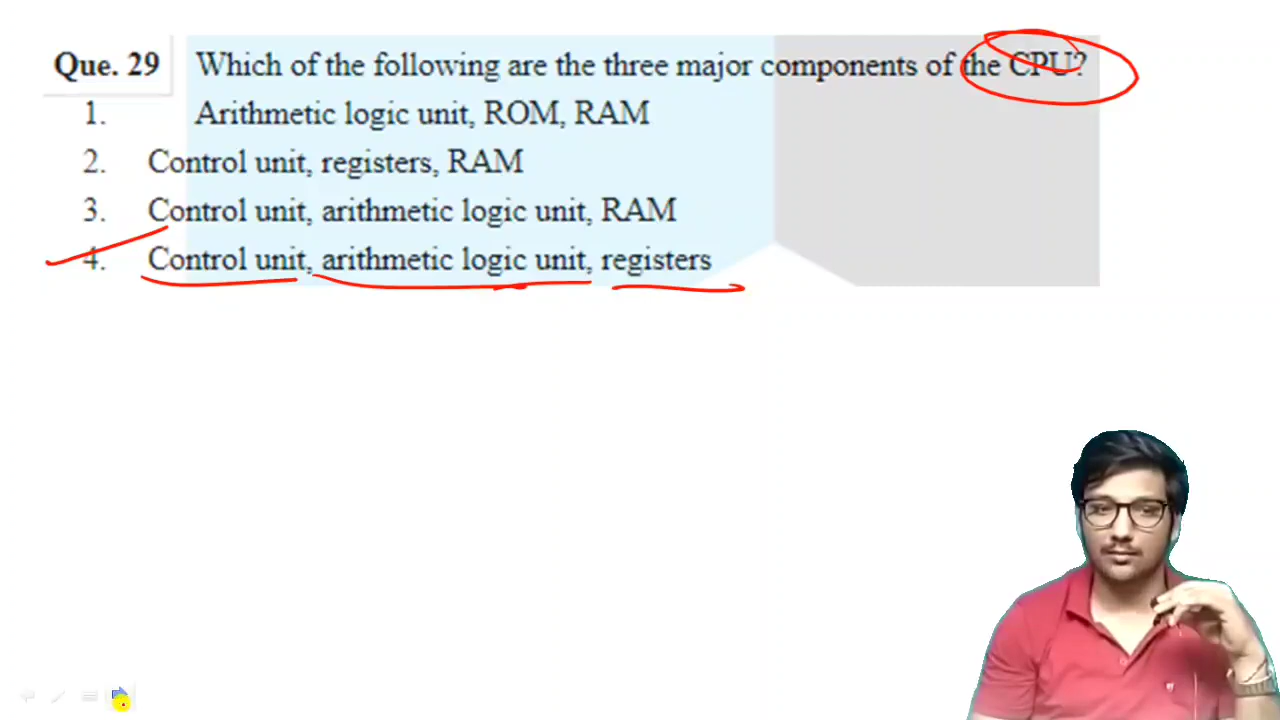 Que. 29 Which of the following are the three major components of the CPU?
1. Arithmetic logic unit, ROM, RAM
2. Control unit, registers, RAM
3. Control unit, arithmetic logic unit, RAM
4. Control unit, arithmetic logic unit, registers